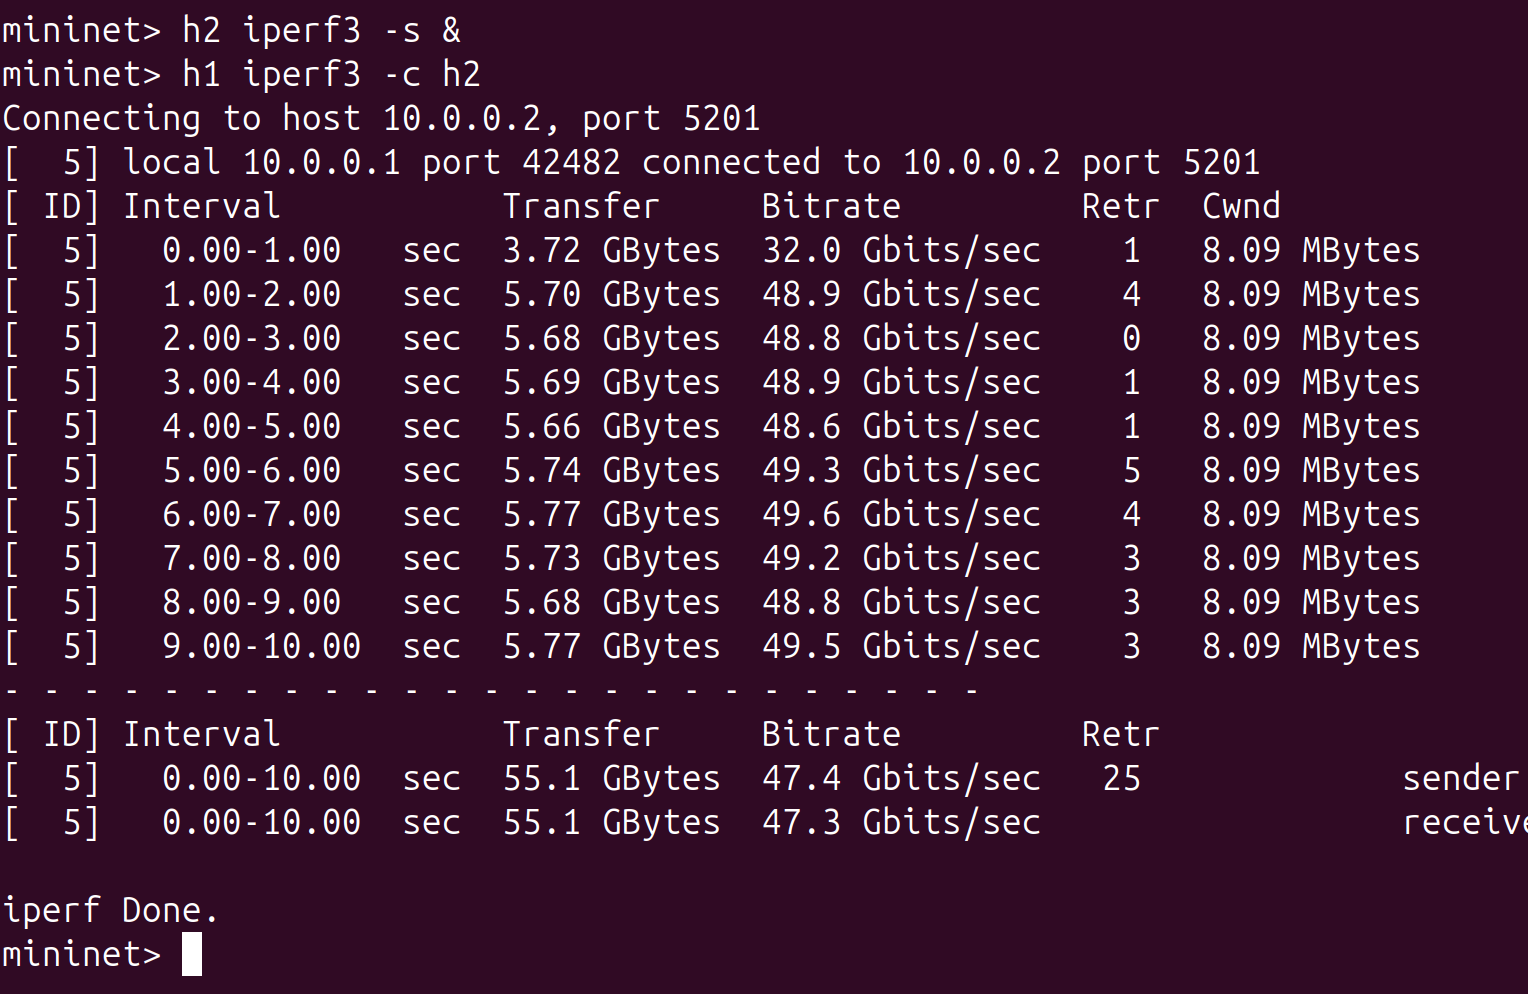 mininet> h2 iperf3 -s &
mininet> h1 iperf3 -c h2
Connecting to host 10.0.0.2, port 5201
[  5] local 10.0.0.1 port 42482 connected to 10.0.0.2 port 5201
[ ID] Interval           Transfer     Bitrate         Retr  Cwnd
[  5]   0.00-1.00   sec  3.72 GBytes  32.0 Gbits/sec    1   8.09 MBytes
[  5]   1.00-2.00   sec  5.70 GBytes  48.9 Gbits/sec    4   8.09 MBytes
[  5]   2.00-3.00   sec  5.68 GBytes  48.8 Gbits/sec    0   8.09 MBytes
[  5]   3.00-4.00   sec  5.69 GBytes  48.9 Gbits/sec    1   8.09 MBytes
[  5]   4.00-5.00   sec  5.66 GBytes  48.6 Gbits/sec    1   8.09 MBytes
[  5]   5.00-6.00   sec  5.74 GBytes  49.3 Gbits/sec    5   8.09 MBytes
[  5]   6.00-7.00   sec  5.77 GBytes  49.6 Gbits/sec    4   8.09 MBytes
[  5]   7.00-8.00   sec  5.73 GBytes  49.2 Gbits/sec    3   8.09 MBytes
[  5]   8.00-9.00   sec  5.68 GBytes  48.8 Gbits/sec    3   8.09 MBytes
[  5]   9.00-10.00  sec  5.77 GBytes  49.5 Gbits/sec    3   8.09 MBytes
- - - - - - - - - - - - - - - - - - - - - - - - -
[ ID] Interval           Transfer     Bitrate         Retr
[  5]   0.00-10.00  sec  55.1 GBytes  47.4 Gbits/sec   25             sender
[  5]   0.00-10.00  sec  55.1 GBytes  47.3 Gbits/sec                  receive
iperf Done.
mininet>